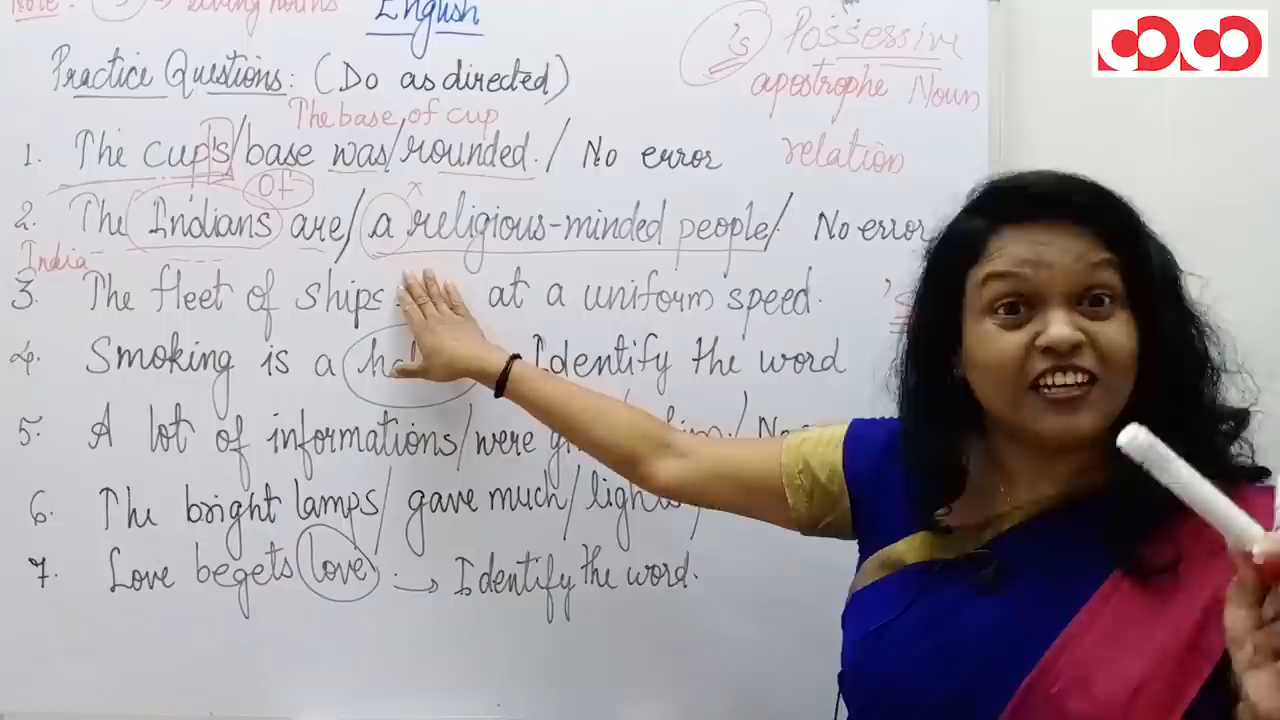 Note: 's → living nouns
English
's Possessive
apostrophe Noun
relation
Practice Questions: (Do as directed)
The base of cup
1. The cup's/base was/rounded./ No error
of
2. The Indians are/ a religious-minded people/. No error
India
3. The fleet of ships at a uniform speed.
4. Smoking is a Identify the word
5. A lot of informations/were
6. The bright lamps/ gave much/
7. Love begets love. → Identify the word.